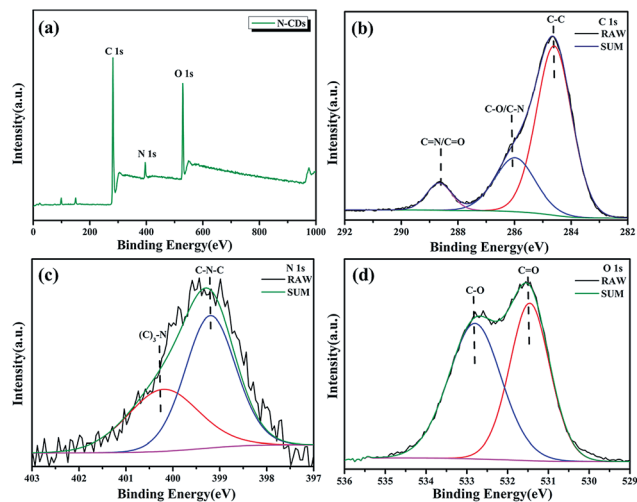 (a)
N-CDs
C 1s
O 1s
N 1s
Intensity(a.u.)
0 200 400 600 800 1000
Binding Energy(eV)
(b)
C-C
C 1s
RAW
SUM
C-O/C-N
C=N/C=O
Intensity(a.u.)
292 290 288 286 284 282
Binding Energy(eV)
(c)
C-N-C
N 1s
RAW
SUM
(C)3-N
Intensity(a.u.)
403 402 401 400 399 398 397
Binding Energy(eV)
(d)
C=O
O 1s
RAW
SUM
C-O
Intensity(a.u.)
536 535 534 533 532 531 530 529
Binding Energy(eV)